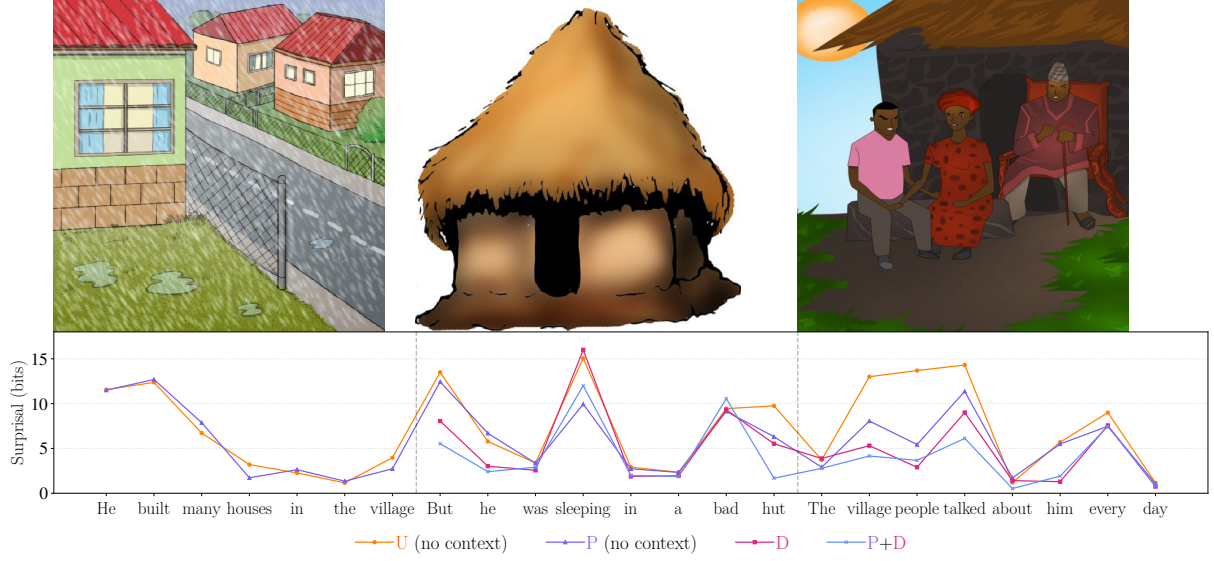 Surprisal (bits)
15
10
5
0
He built many houses in the village But he was sleeping in a bad hut The village people talked about him every day
U (no context) P (no context) D P+D